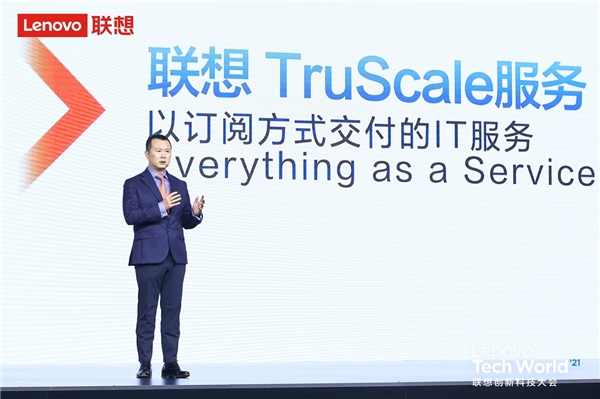 Lenovo 联想
联想 TruScale服务
以订阅方式交付的IT服务
verything as a Service
Lenovo
Tech World'21
联想创新科技大会